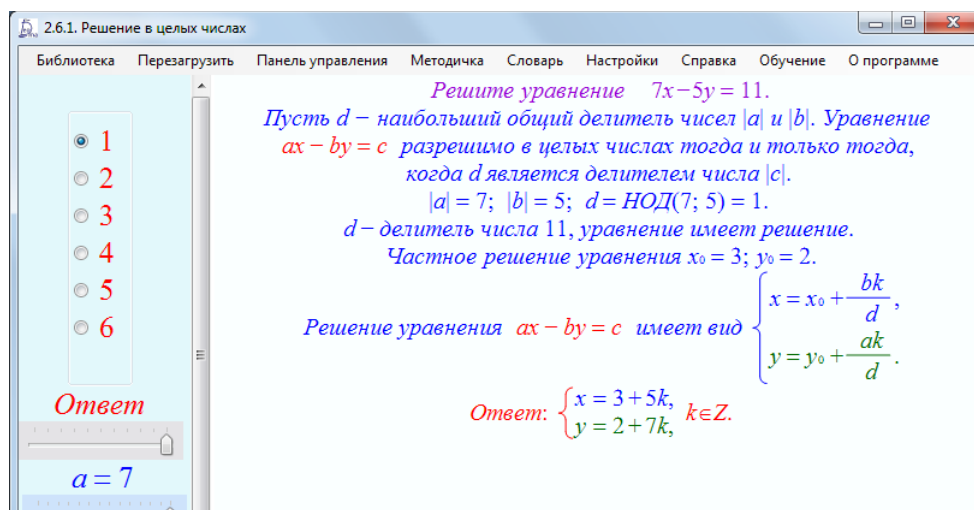 2.6.1. Решение в целых числах
Библиотека Перезагрузить Панель управления Методичка Словарь Настройки Справка Обучение О программе
1
2
3
4
5
6
Ответ
a = 7
Решите уравнение 7x−5y = 11.
Пусть d − наибольший общий делитель чисел |a| и |b|. Уравнение
ax − by = c разрешимо в целых числах тогда и только тогда,
когда d является делителем числа |c|.
|a| = 7; |b| = 5; d = НОД(7; 5) = 1.
d − делитель числа 11, уравнение имеет решение.
Частное решение уравнения x₀ = 3; y₀ = 2.
Решение уравнения ax − by = c имеет вид { x = x₀ + bk/d ,
y = y₀ + ak/d .
Ответ: { x = 3 + 5k,
y = 2 + 7k, k∈Z.